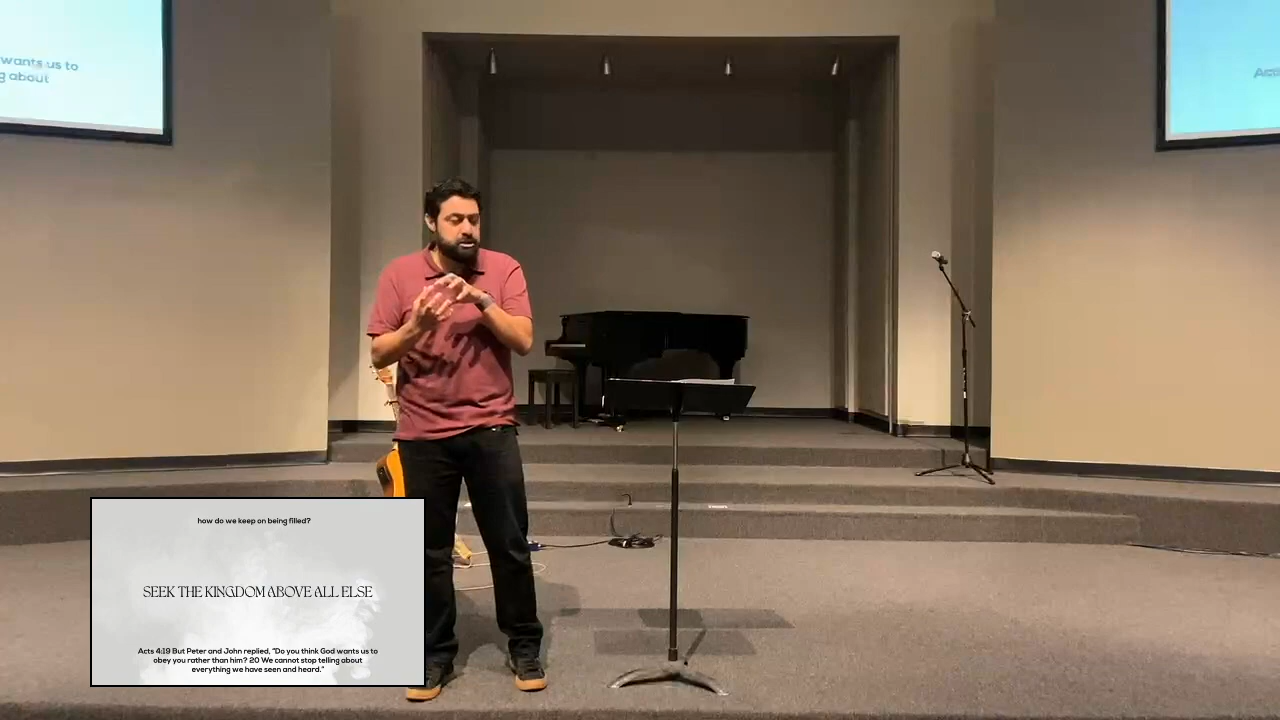 wants us to
g about
Acts
how do we keep on being filled?
SEEK THE KINGDOM ABOVE ALL ELSE
Acts 4:19 But Peter and John replied, "Do you think God wants us to
obey you rather than him? 20 We cannot stop telling about
everything we have seen and heard."